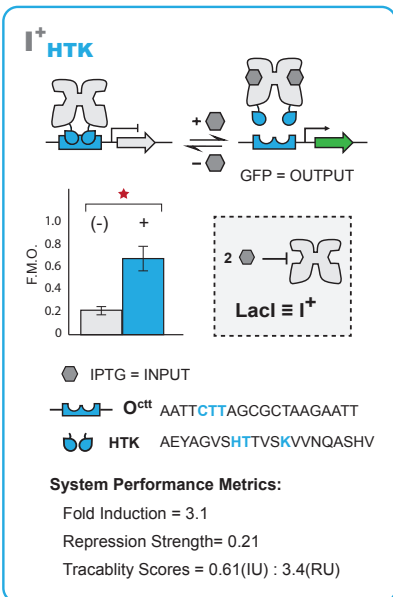 I⁺HTK
+
−
GFP = OUTPUT
F.M.O.
1.0
0.8
0.6
0.4
0.2
0
(-)
+
2
LacI ≡ I⁺
IPTG = INPUT
Oᶜᵗᵗ AATTCTTAGCGCTAAGAATT
HTK AEYAGVSHTTVSKVVNQASHV
System Performance Metrics:
Fold Induction = 3.1
Repression Strength= 0.21
Tracablity Scores = 0.61(IU) : 3.4(RU)